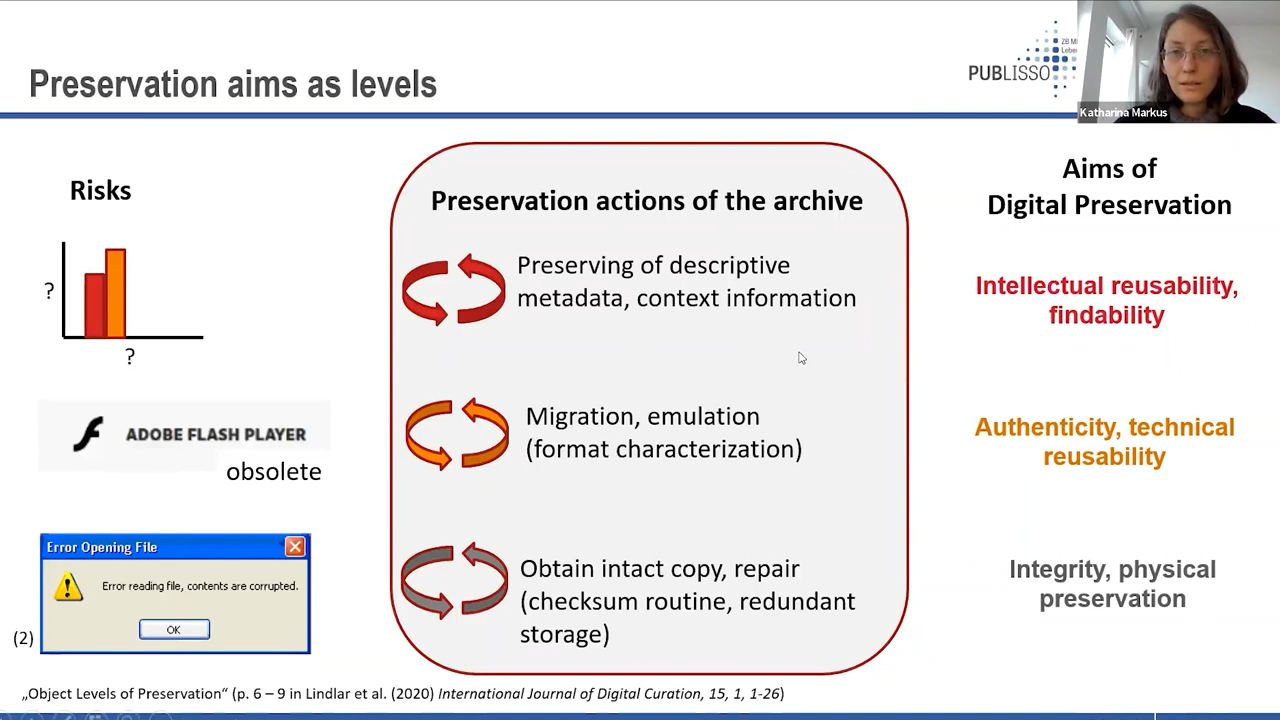 Preservation aims as levels
PUBLISSO
ZB M
Leben
Katharina Markus
Risks
?
?
ADOBE FLASH PLAYER
obsolete
Error Opening File
Error reading file, contents are corrupted.
OK
(2)
Preservation actions of the archive
Preserving of descriptive
metadata, context information
Migration, emulation
(format characterization)
Obtain intact copy, repair
(checksum routine, redundant
storage)
Aims of
Digital Preservation
Intellectual reusability,
findability
Authenticity, technical
reusability
Integrity, physical
preservation
„Object Levels of Preservation“ (p. 6 – 9 in Lindlar et al. (2020) International Journal of Digital Curation, 15, 1, 1-26)